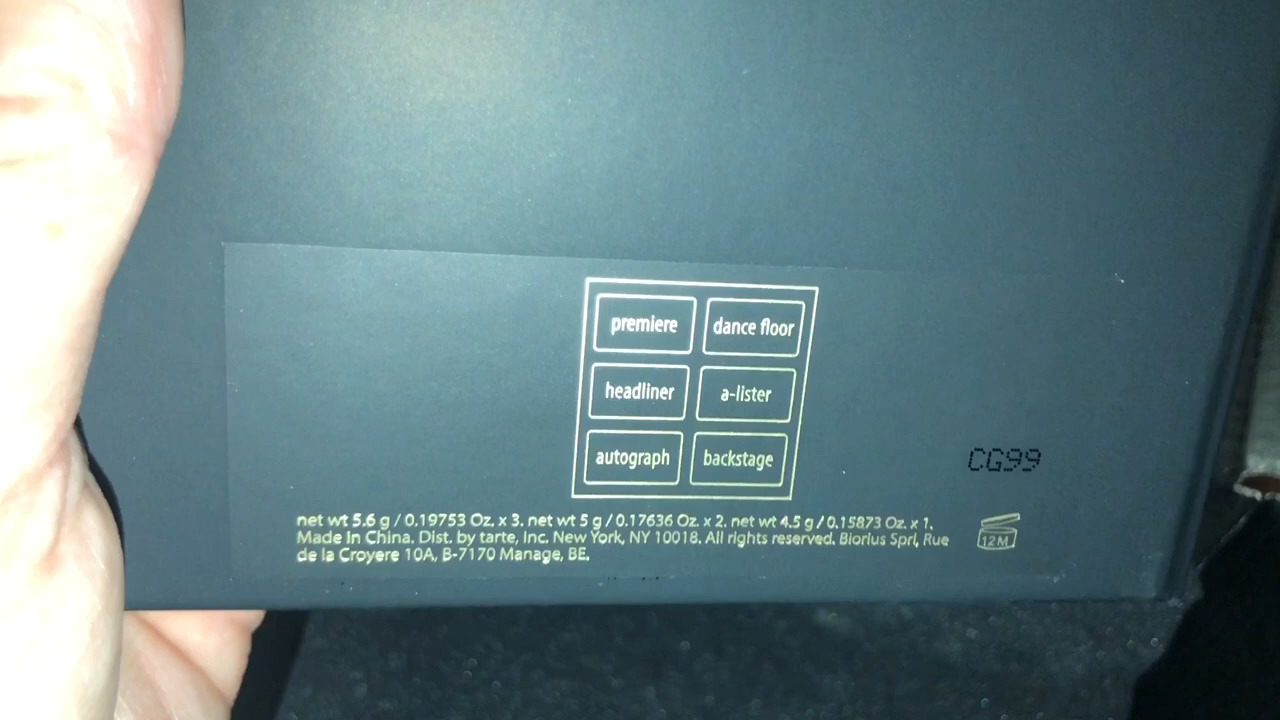 premiere dance floor
headliner a-lister
autograph backstage
CG99
net wt 5.6 g / 0.19753 Oz. x 3. net wt 5 g / 0.17636 Oz. x 2. net wt 4.5 g / 0.15873 Oz. x 1.
Made In China. Dist. by tarte, Inc. New York, NY 10018. All rights reserved. Biorius Sprl, Rue
de la Croyere 10A, B-7170 Manage, BE.
12 M